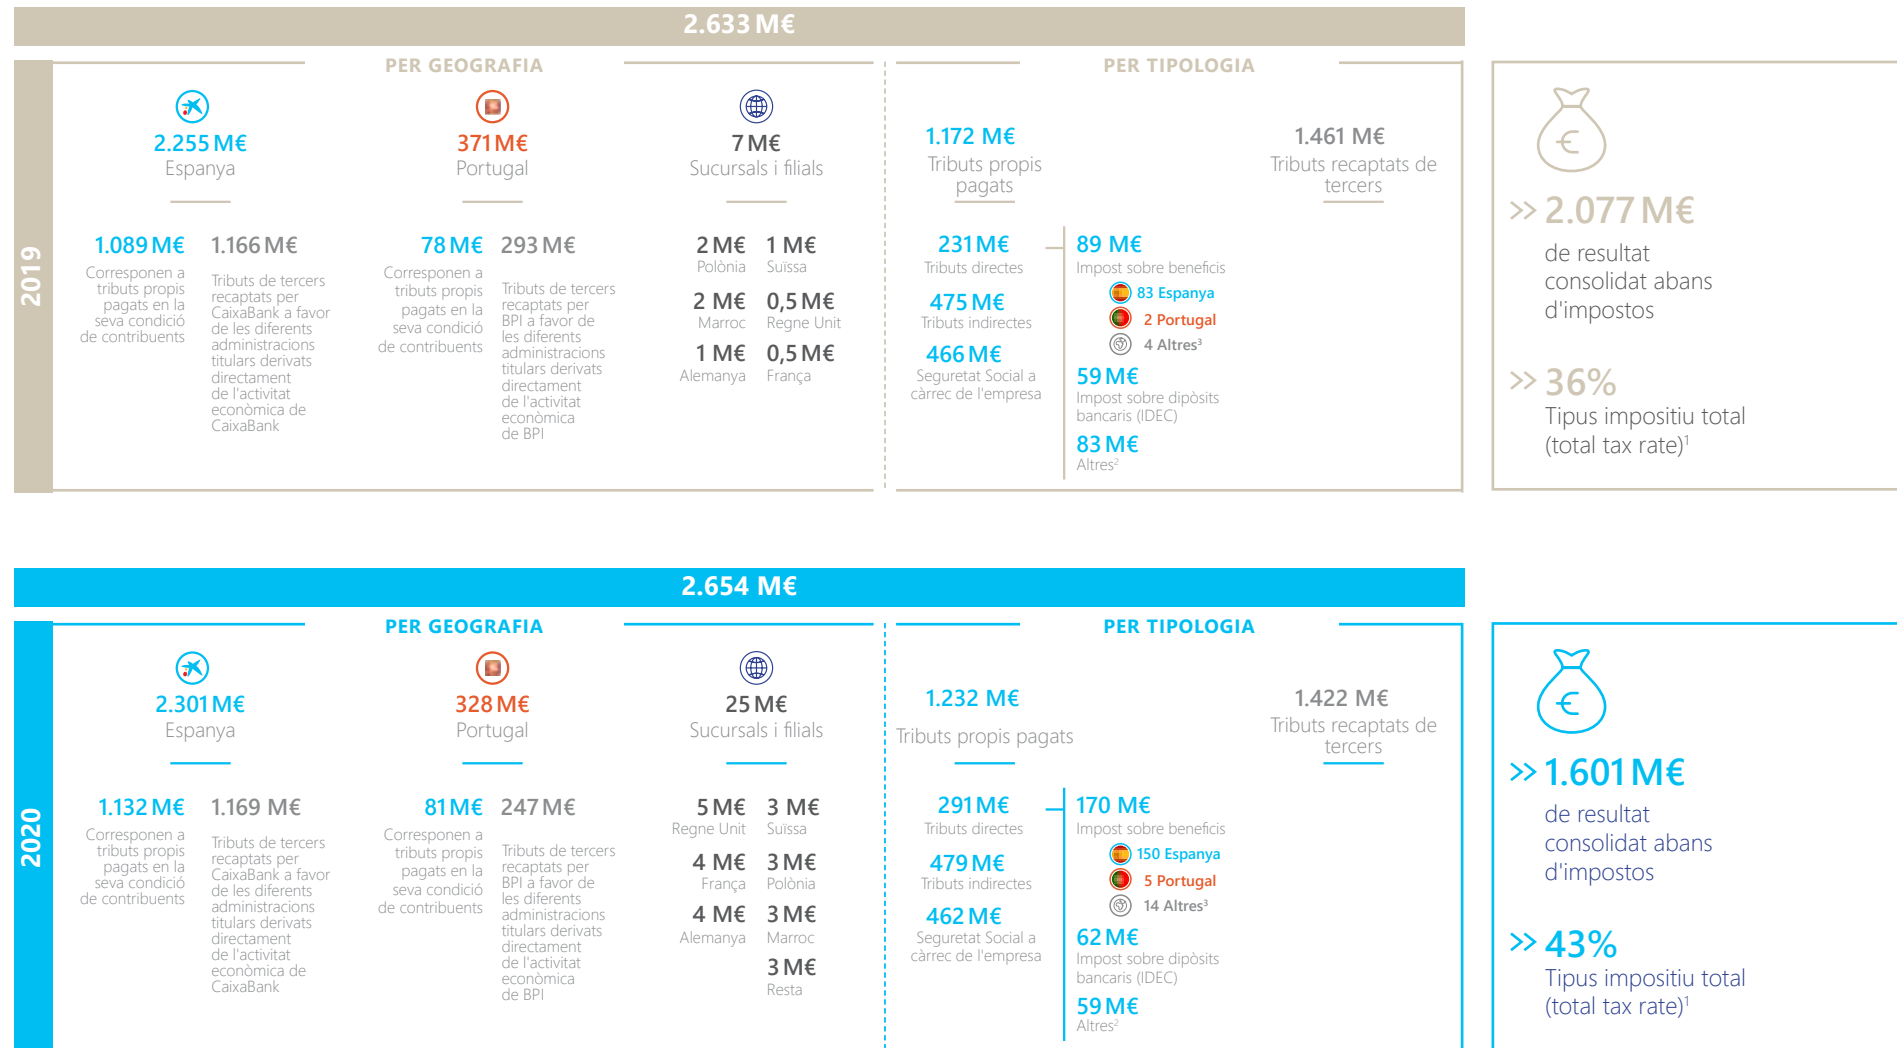 2.633 M€
2019
PER GEOGRAFIA
2.255 M€
Espanya
1.089 M€
Corresponen a
tributs propis
pagats en la
seva condició
de contribuents
1.166 M€
Tributs de tercers
recaptats per
CaixaBank a favor
de les diferents
administracions
titulars derivats
directament
de l'activitat
econòmica de
CaixaBank
371 M€
Portugal
78 M€
Corresponen a
tributs propis
pagats en la
seva condició
de contribuents
293 M€
Tributs de tercers
recaptats per
BPI a favor de
les diferents
administracions
titulars derivats
directament
de l'activitat
econòmica
de BPI
7 M€
Sucursals i filials
2 M€
Polònia
1 M€
Suïssa
2 M€
Marroc
0,5 M€
Regne Unit
1 M€
Alemanya
0,5 M€
França
PER TIPOLOGIA
1.172 M€
Tributs propis
pagats
231 M€
Tributs directes
475 M€
Tributs indirectes
466 M€
Seguretat Social a
càrrec de l'empresa
89 M€
Impost sobre beneficis
83 Espanya
2 Portugal
4 Altres³
59 M€
Impost sobre dipòsits
bancaris (IDEC)
83 M€
Altres²
1.461 M€
Tributs recaptats de
tercers
>> 2.077 M€
de resultat
consolidat abans
d'impostos
>> 36%
Tipus impositiu total
(total tax rate)¹
2.654 M€
2020
PER GEOGRAFIA
2.301 M€
Espanya
1.132 M€
Corresponen a
tributs propis
pagats en la
seva condició
de contribuents
1.169 M€
Tributs de tercers
recaptats per
CaixaBank a favor
de les diferents
administracions
titulars derivats
directament
de l'activitat
econòmica de
CaixaBank
328 M€
Portugal
81 M€
Corresponen a
tributs propis
pagats en la
seva condició
de contribuents
247 M€
Tributs de tercers
recaptats per
BPI a favor de
les diferents
administracions
titulars derivats
directament
de l'activitat
econòmica
de BPI
25 M€
Sucursals i filials
5 M€
Regne Unit
3 M€
Suïssa
4 M€
França
3 M€
Polònia
4 M€
Alemanya
3 M€
Marroc
3 M€
Resta
PER TIPOLOGIA
1.232 M€
Tributs propis pagats
291 M€
Tributs directes
479 M€
Tributs indirectes
462 M€
Seguretat Social a
càrrec de l'empresa
170 M€
Impost sobre beneficis
150 Espanya
5 Portugal
14 Altres³
62 M€
Impost sobre dipòsits
bancaris (IDEC)
59 M€
Altres²
1.422 M€
Tributs recaptats de
tercers
>> 1.601 M€
de resultat
consolidat abans
d'impostos
>> 43%
Tipus impositiu total
(total tax rate)¹